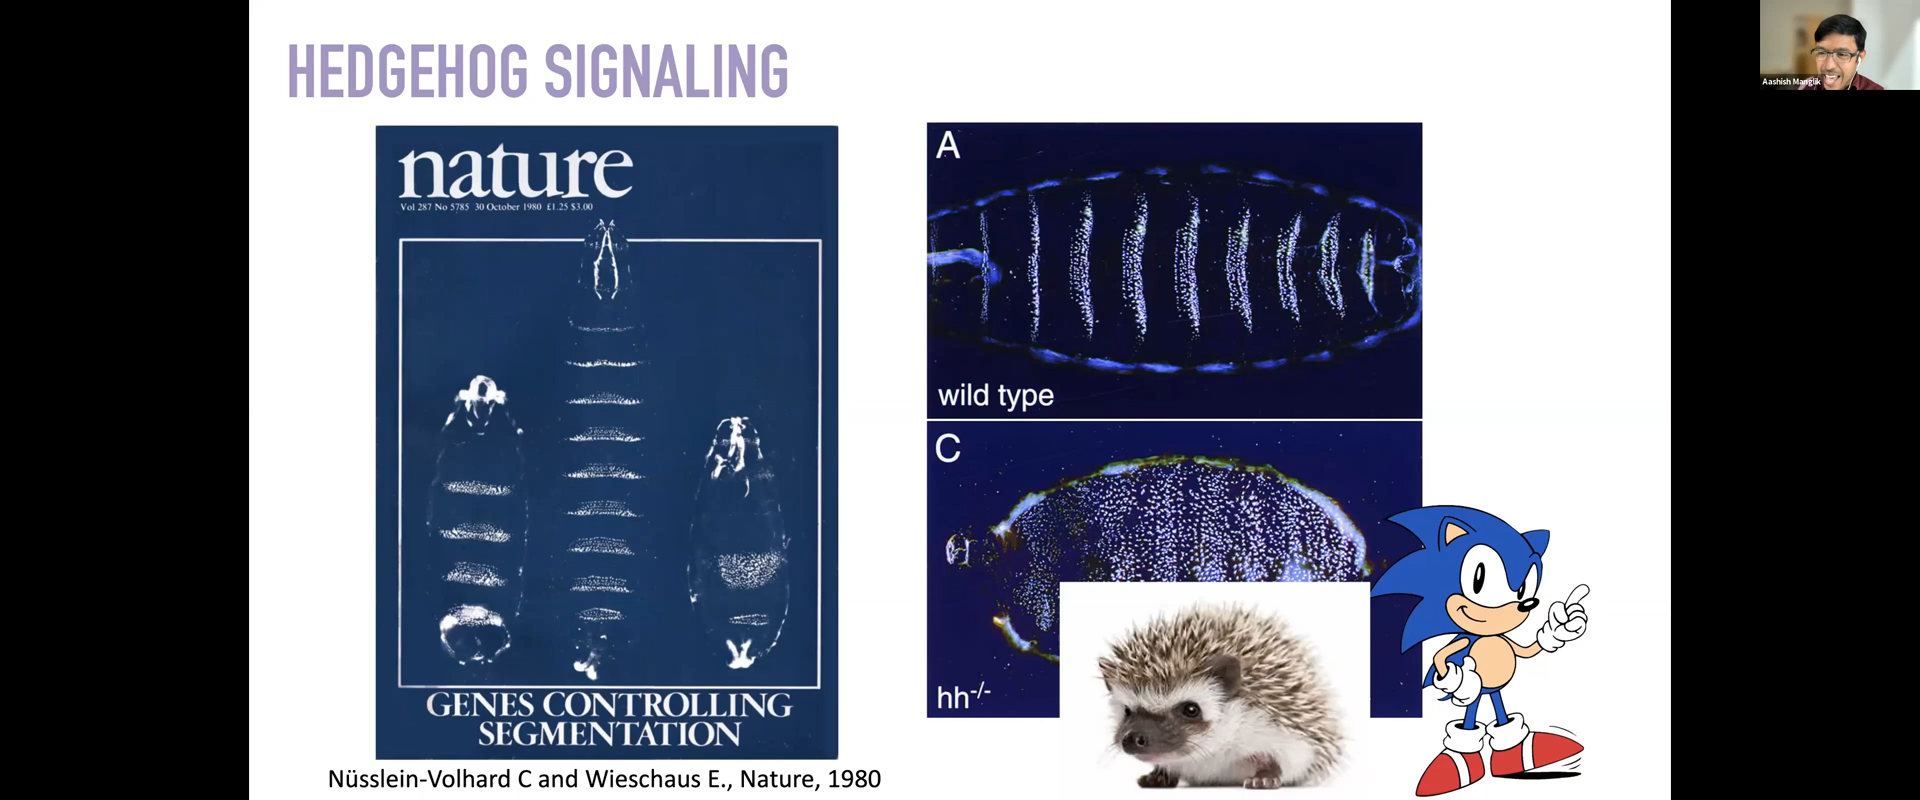 HEDGEHOG SIGNALING
nature
Vol 287 No 5785 30 October 1980 £1.25 $3.00
GENES CONTROLLING
SEGMENTATION
Nüsslein-Volhard C and Wieschaus E., Nature, 1980
A
wild type
C
hh-/-
Aashish Manglik